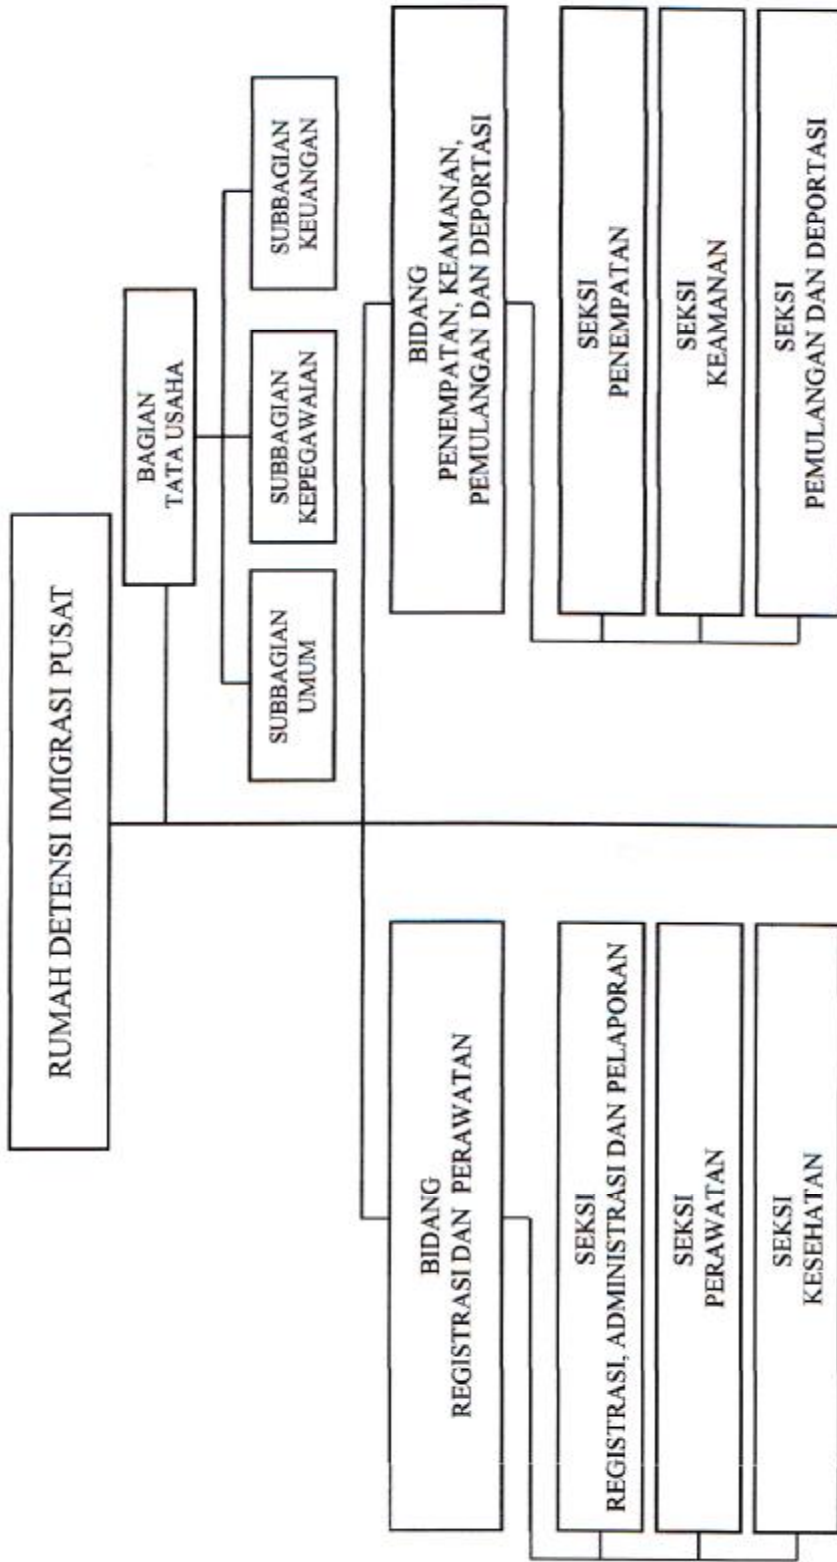 RUMAH DETENSI IMIGRASI PUSAT
BAGIAN
TATA USAHA
SUBBAGIAN
UMUM
SUBBAGIAN
KEPEGAWAIAN
SUBBAGIAN
KEUANGAN
BIDANG
REGISTRASI DAN PERAWATAN
SEKSI
REGISTRASI, ADMINISTRASI DAN PELAPORAN
SEKSI
PERAWATAN
SEKSI
KESEHATAN
BIDANG
PENEMPATAN, KEAMANAN,
PEMULANGAN DAN DEPORTASI
SEKSI
PENEMPATAN
SEKSI
KEAMANAN
SEKSI
PEMULANGAN DAN DEPORTASI